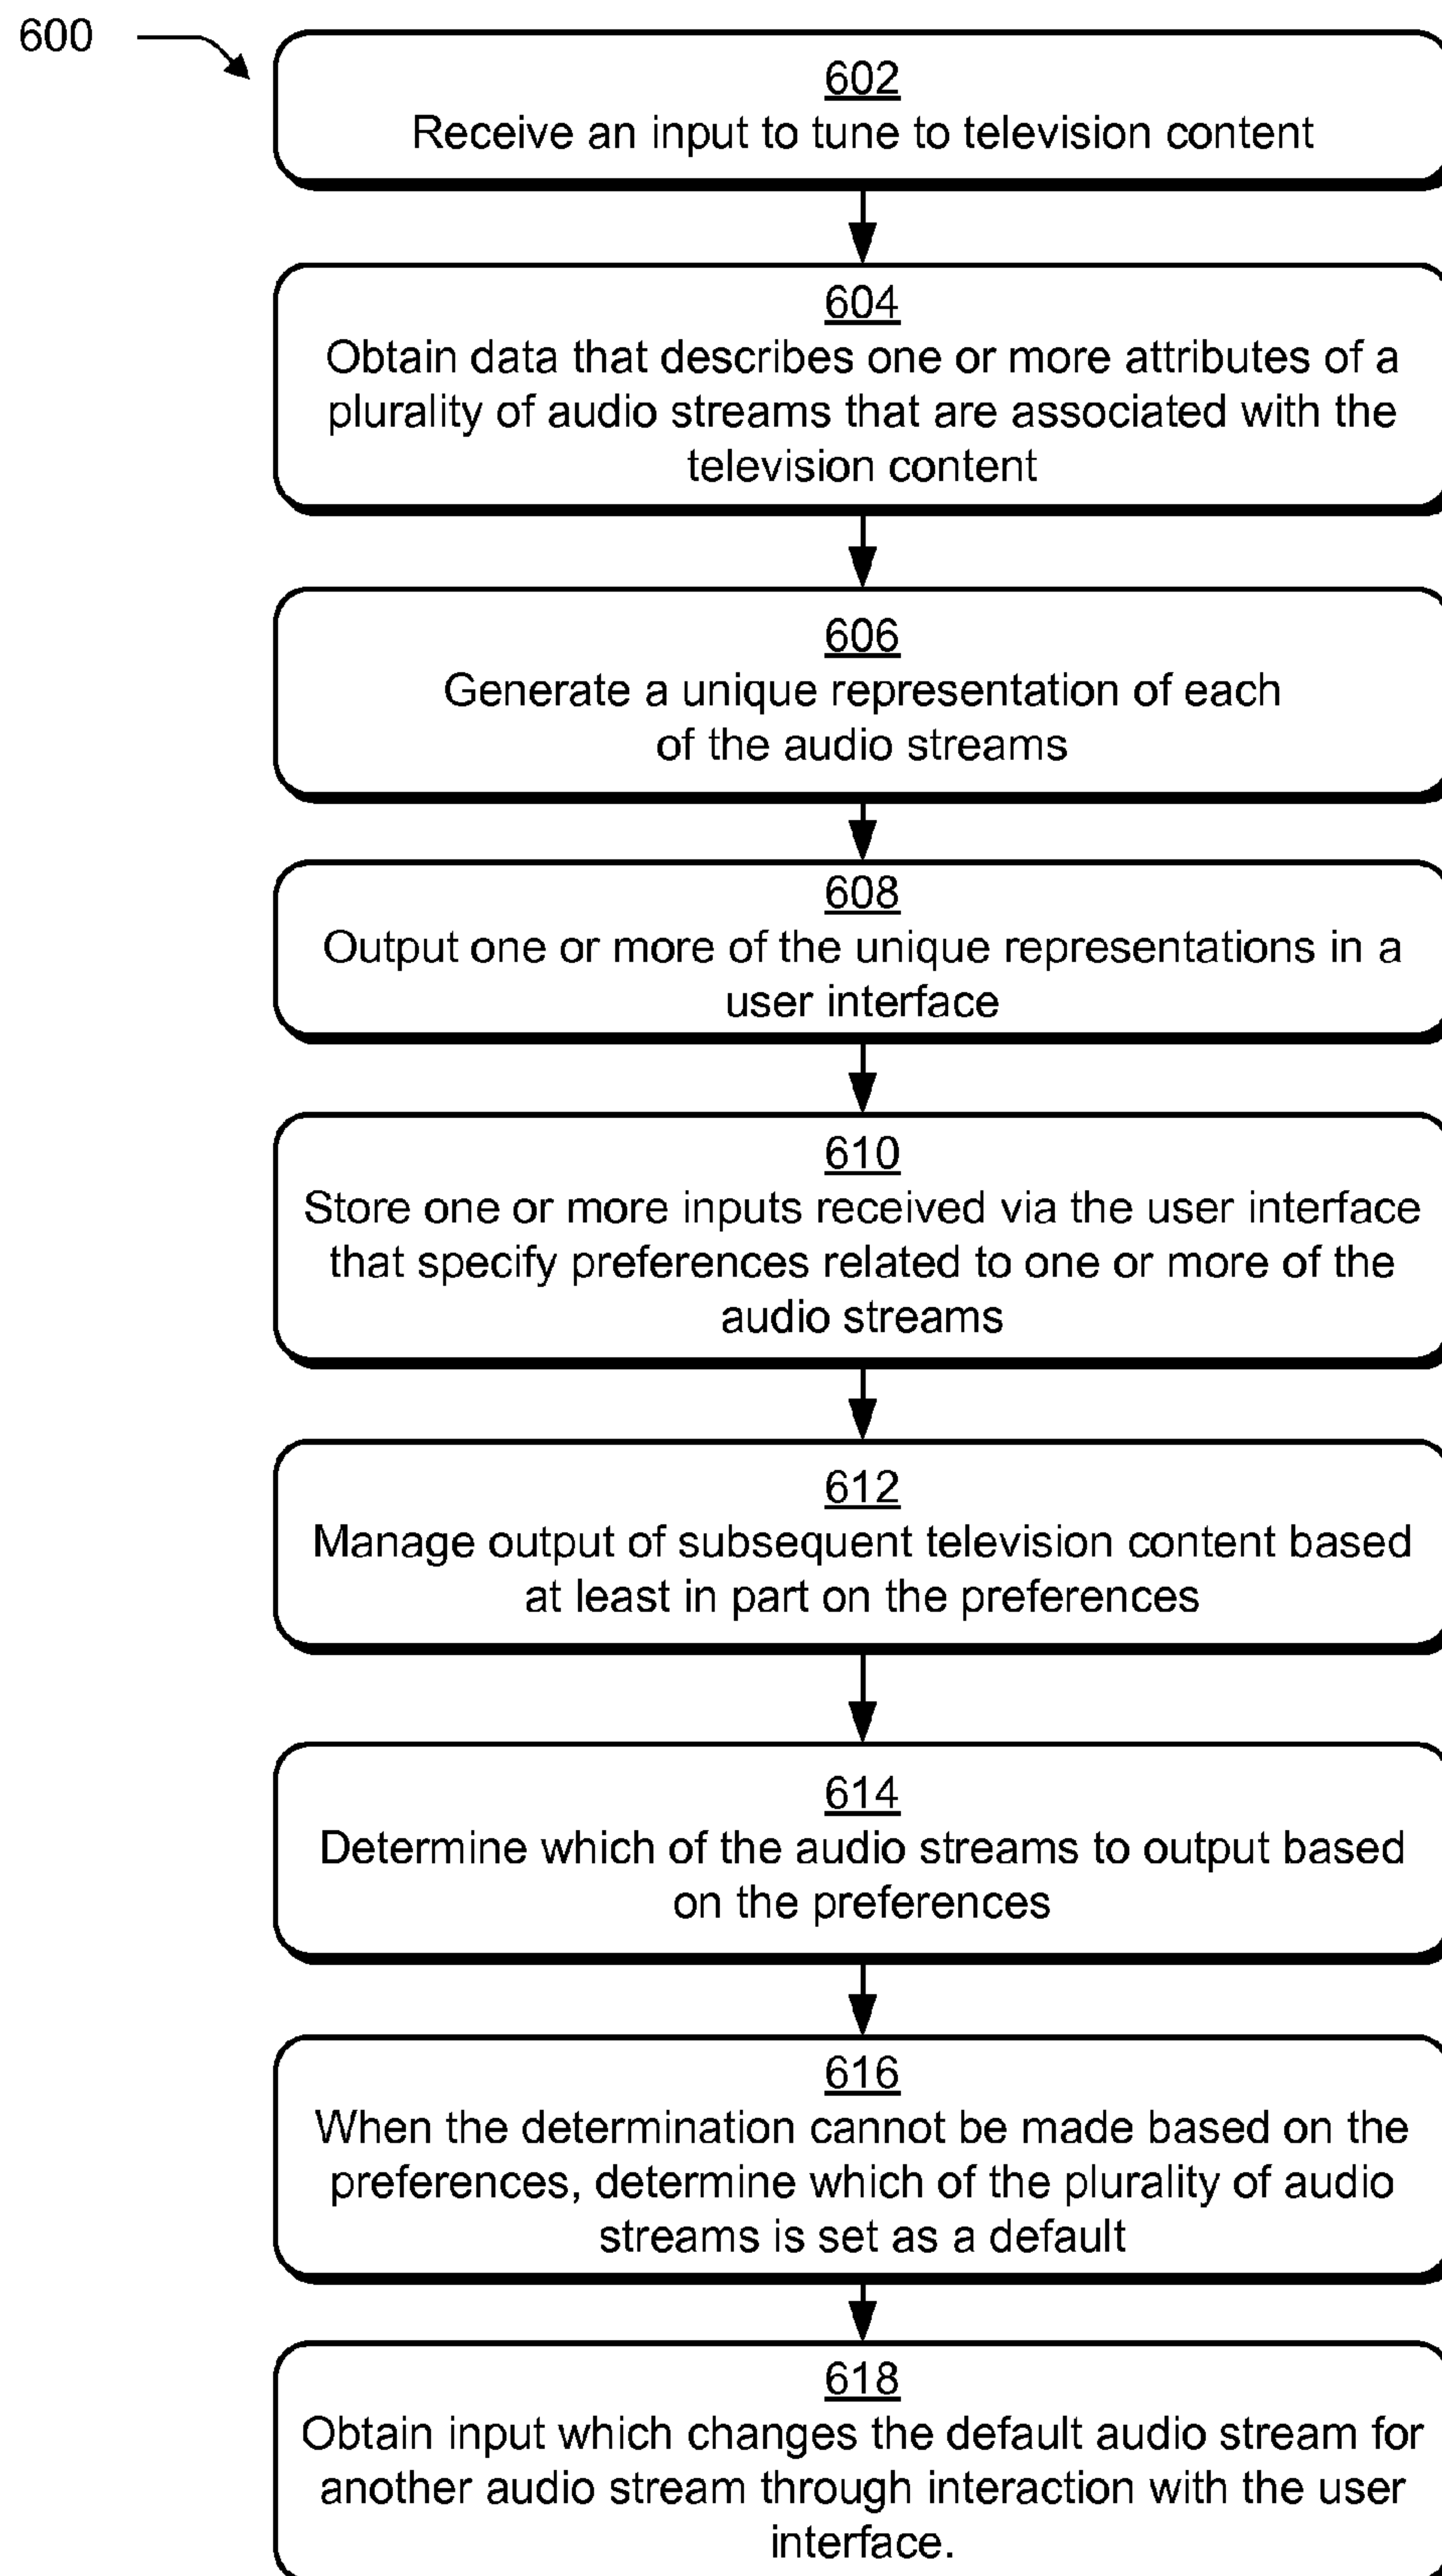 600
602
Receive an input to tune to television content
604
Obtain data that describes one or more attributes of a
plurality of audio streams that are associated with the
television content
606
Generate a unique representation of each
of the audio streams
608
Output one or more of the unique representations in a
user interface
610
Store one or more inputs received via the user interface
that specify preferences related to one or more of the
audio streams
612
Manage output of subsequent television content based
at least in part on the preferences
614
Determine which of the audio streams to output based
on the preferences
616
When the determination cannot be made based on the
preferences, determine which of the plurality of audio
streams is set as a default
618
Obtain input which changes the default audio stream for
another audio stream through interaction with the user
interface.